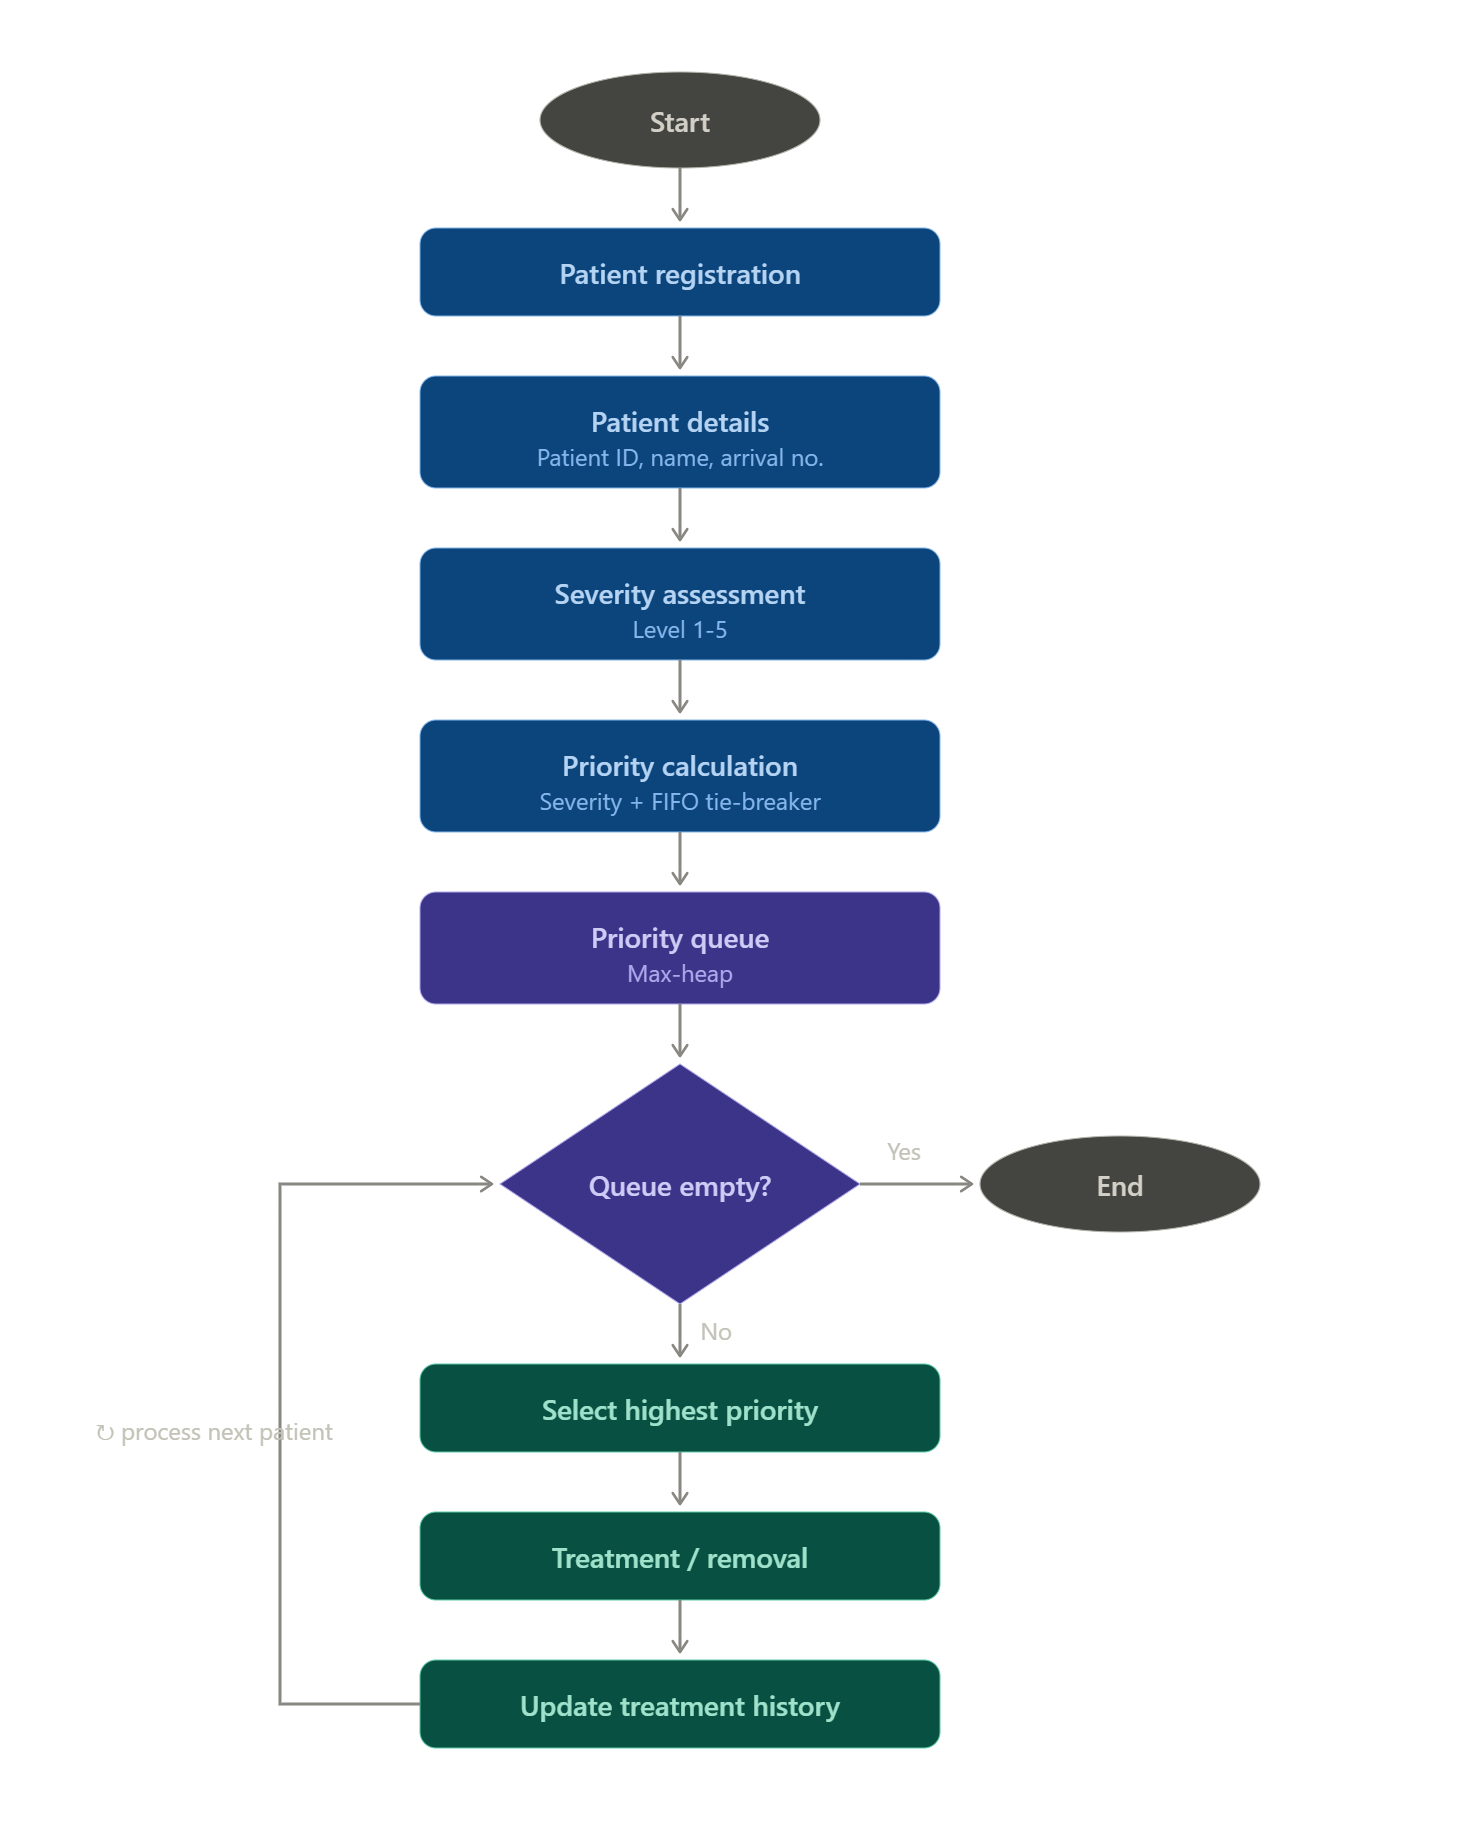 Start
Patient registration
Patient details
Patient ID, name, arrival no.
Severity assessment
Level 1-5
Priority calculation
Severity + FIFO tie-breaker
Priority queue
Max-heap
Queue empty?
Yes
End
No
Select highest priority
↻ process next patient
Treatment / removal
Update treatment history